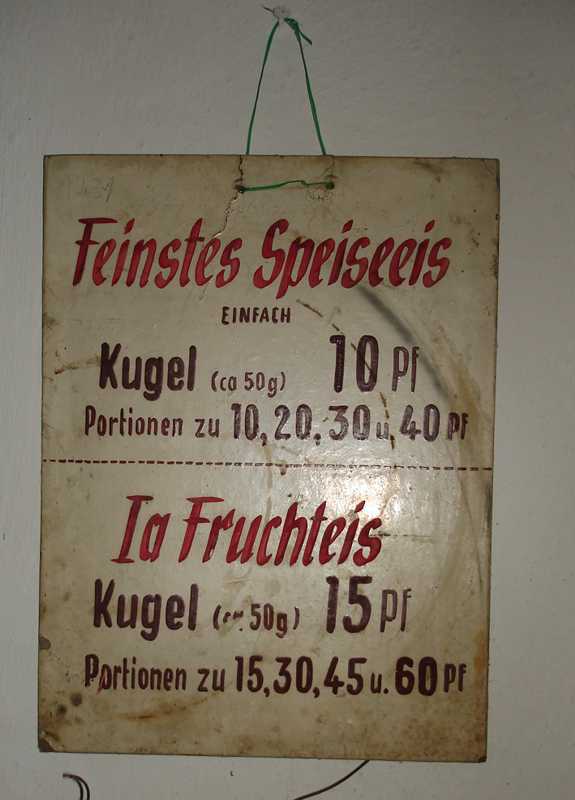 Feinstes Speiseeis
EINFACH
Kugel (ca 50g) 10 Pf
Portionen zu 10, 20, 30 u. 40 Pf
Ia Fruchteis
Kugel (ca. 50g) 15 Pf
Portionen zu 15, 30, 45 u. 60 Pf